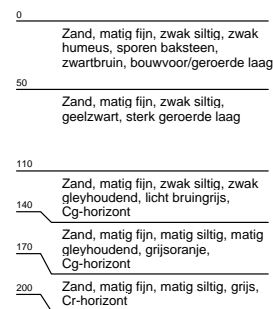 0
Zand, matig fijn, zwak siltig, zwak
humeus, sporen baksteen,
zwartbruin, bouwvoor/geroerde laag
50
Zand, matig fijn, zwak siltig,
geelzwart, sterk geroerde laag
110
Zand, matig fijn, zwak siltig, zwak
gleyhoudend, licht bruingrijs,
Cg-horizont
140
Zand, matig fijn, matig siltig, matig
gleyhoudend, grijsoranje,
Cg-horizont
170
Zand, matig fijn, matig siltig, grijs,
Cr-horizont
200